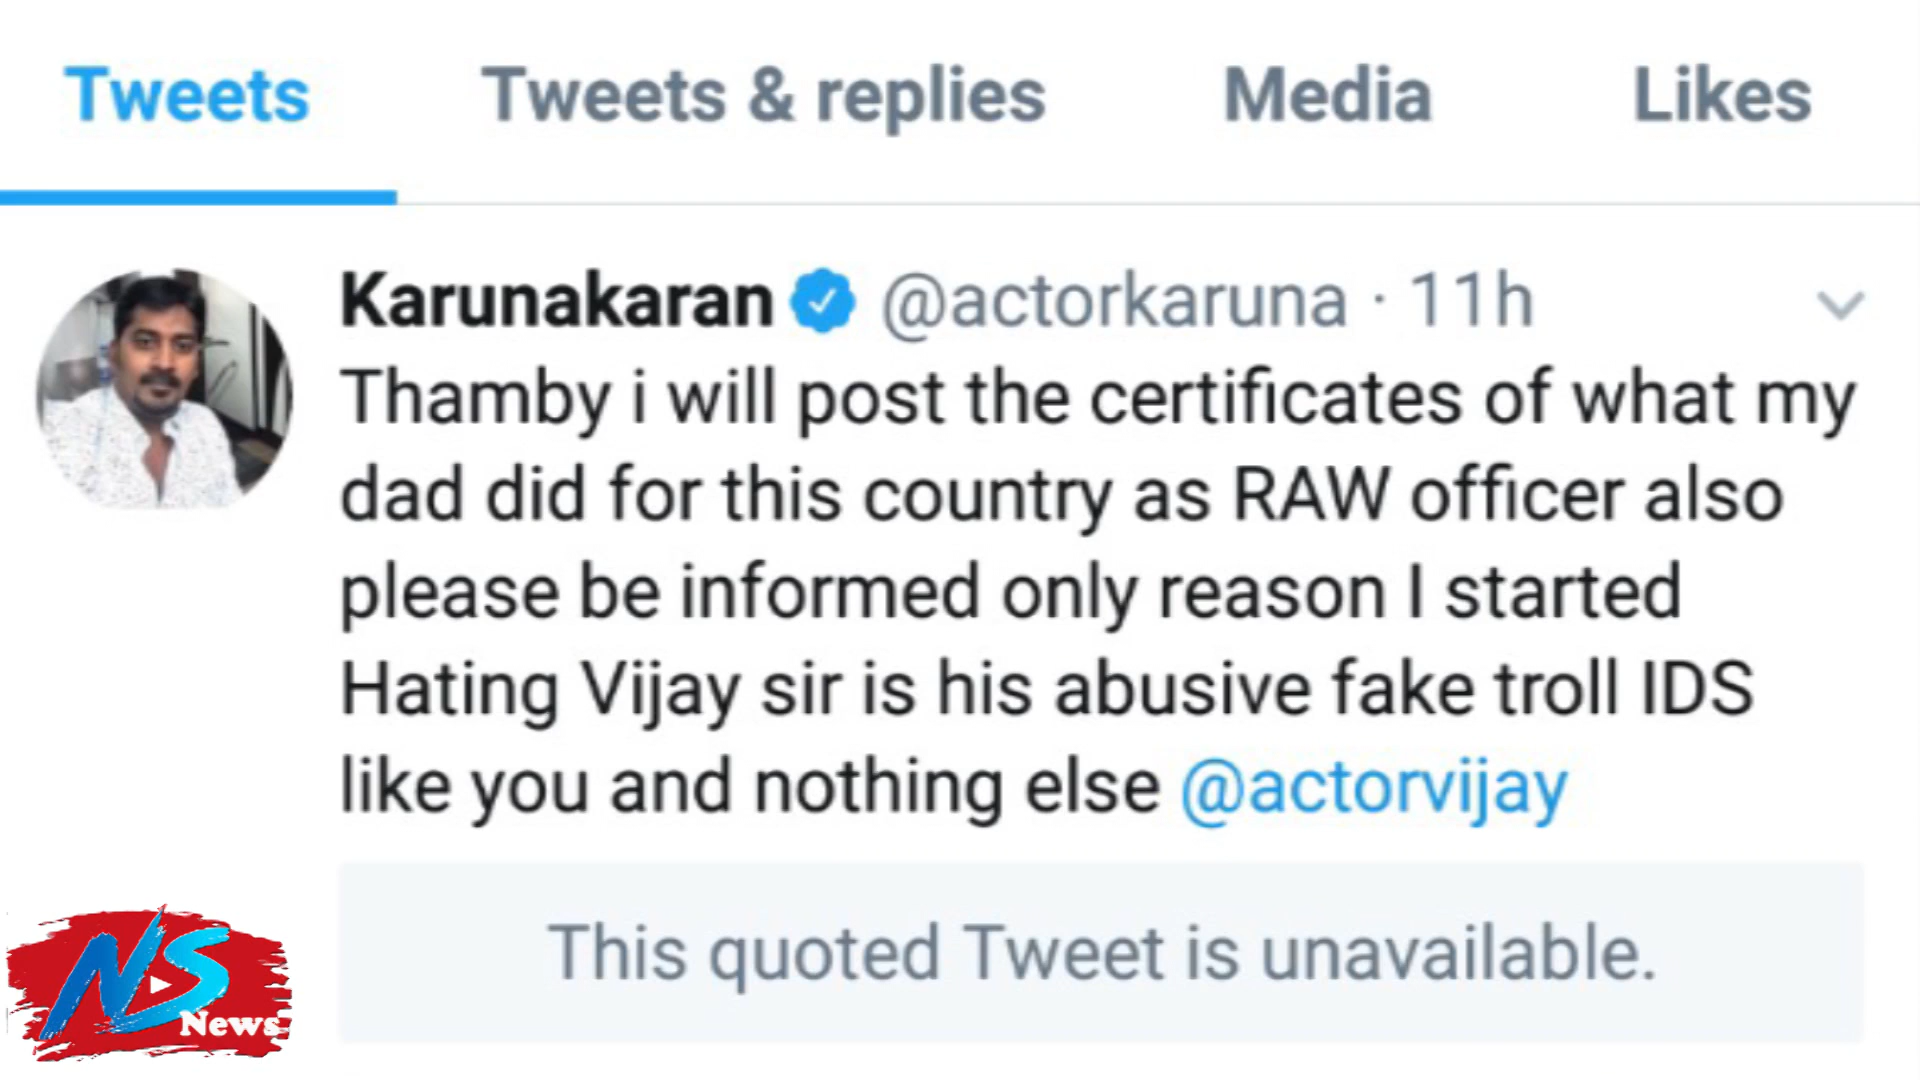 Tweets Tweets & replies Media Likes
Karunakaran @actorkaruna · 11h
Thamby i will post the certificates of what my
dad did for this country as RAW officer also
please be informed only reason I started
Hating Vijay sir is his abusive fake troll IDS
like you and nothing else @actorvijay
This quoted Tweet is unavailable.
NS
News